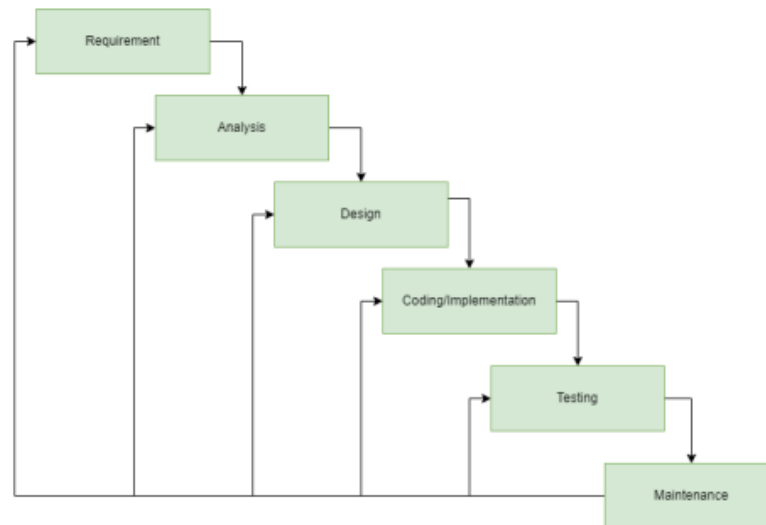 Requirement
Analysis
Design
Coding/Implementation
Testing
Maintenance